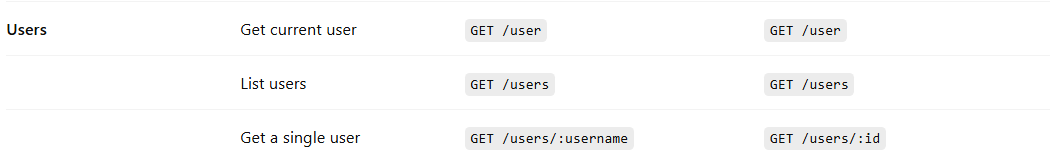 Users Get current user GET /user GET /user
List users GET /users GET /users
Get a single user GET /users/:username GET /users/:id